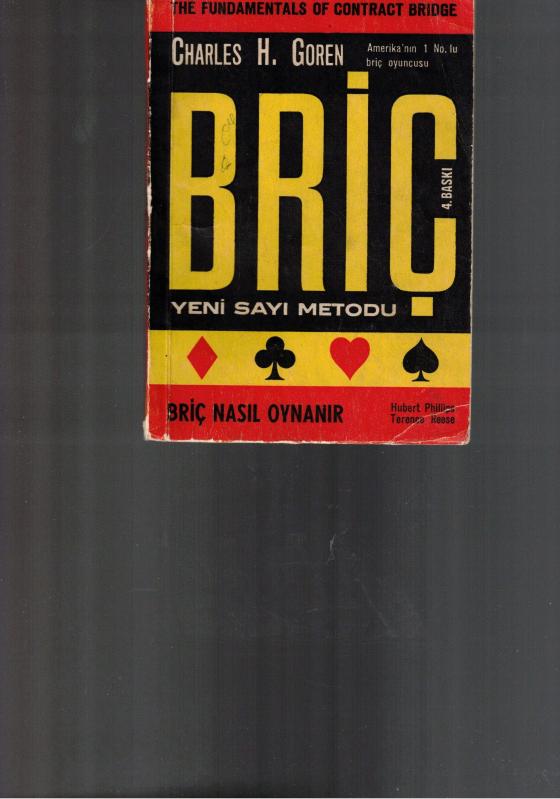 THE FUNDAMENTALS OF CONTRACT BRIDGE
CHARLES H. GOREN
Amerika'nın 1 No. lu
briç oyuncusu
BRİÇ
4. BASKI
YENİ SAYI METODU
BRİÇ NASIL OYNANIR
Hubert Phillips
Terence Reese